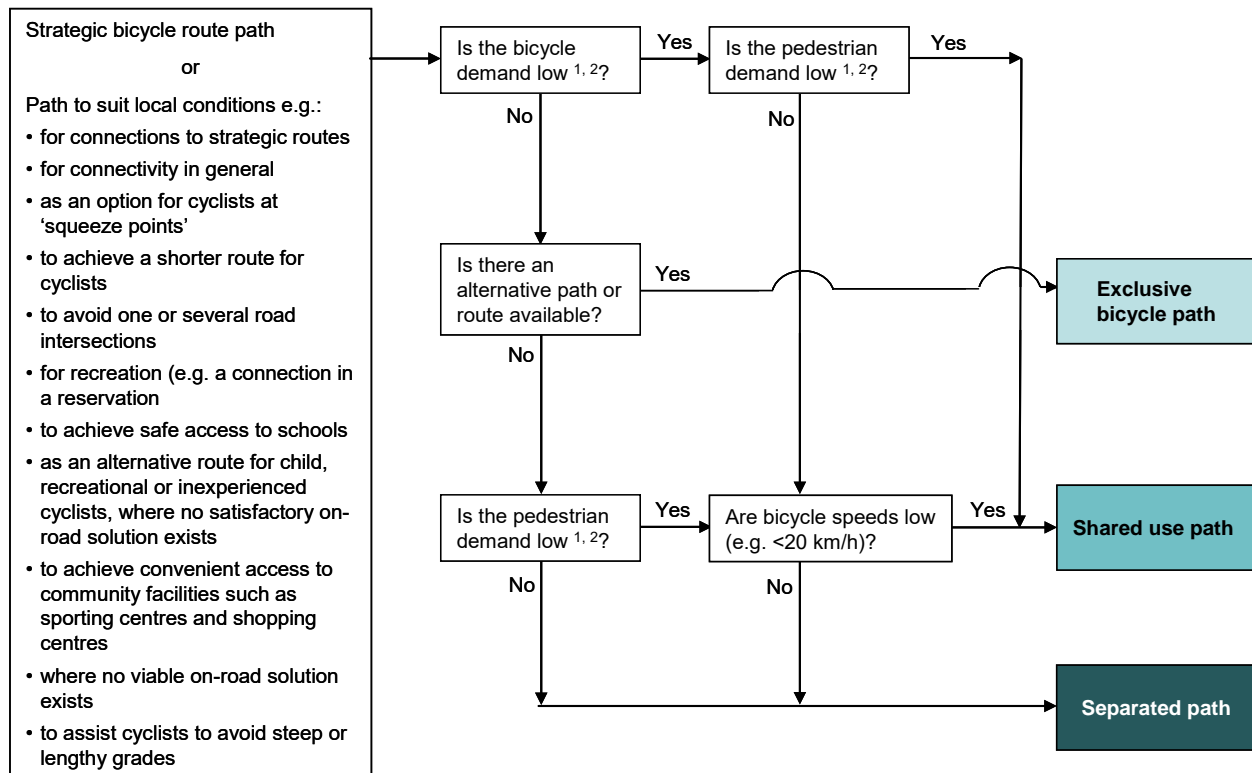 Strategic bicycle route path
or
Path to suit local conditions e.g.:
• for connections to strategic routes
• for connectivity in general
• as an option for cyclists at
‘squeeze points’
• to achieve a shorter route for
cyclists
• to avoid one or several road
intersections
• for recreation (e.g. a connection in
a reservation
• to achieve safe access to schools
• as an alternative route for child,
recreational or inexperienced
cyclists, where no satisfactory on-
road solution exists
• to achieve convenient access to
community facilities such as
sporting centres and shopping
centres
• where no viable on-road solution
exists
• to assist cyclists to avoid steep or
lengthy grades
Is the bicycle
demand low 1, 2?
Yes
No
Is the pedestrian
demand low 1, 2?
Yes
No
Is there an
alternative path or
route available?
Yes
No
Exclusive
bicycle path
Is the pedestrian
demand low 1, 2?
Yes
No
Are bicycle speeds low
(e.g. <20 km/h)?
Yes
No
Shared use path
Separated path